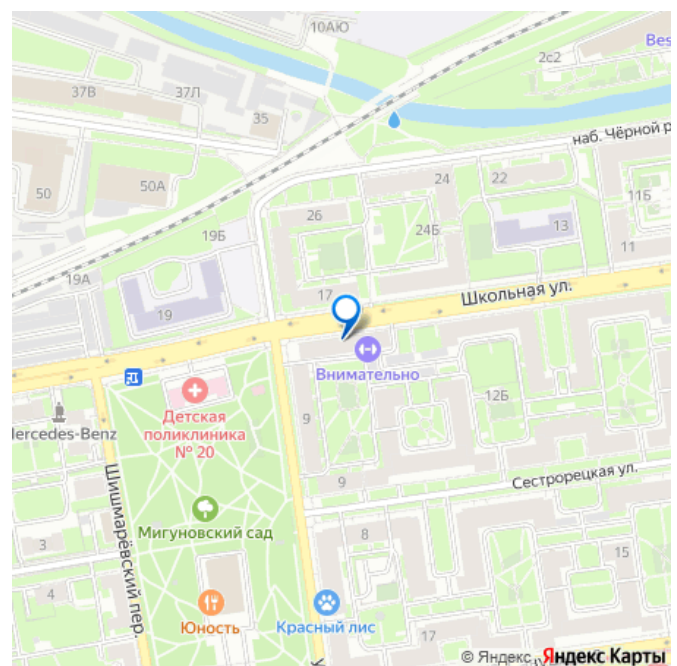 10АЮ
2с2
Bes
37В
37Л
35
наб. Чёрной р
50
50А
24
22
26
24Б
11Б
19Б
13
11
19А
19
17
Школьная ул.
Внимательно
Mercedes-Benz
Детская
поликлиника
№ 20
9
12Б
9
Сестрорецкая ул.
Шишмарёвский пер.
Мигуновский сад
8
3
15
4
Юность
Красный лис
17
У
© Яндекс
Яндекс Карты